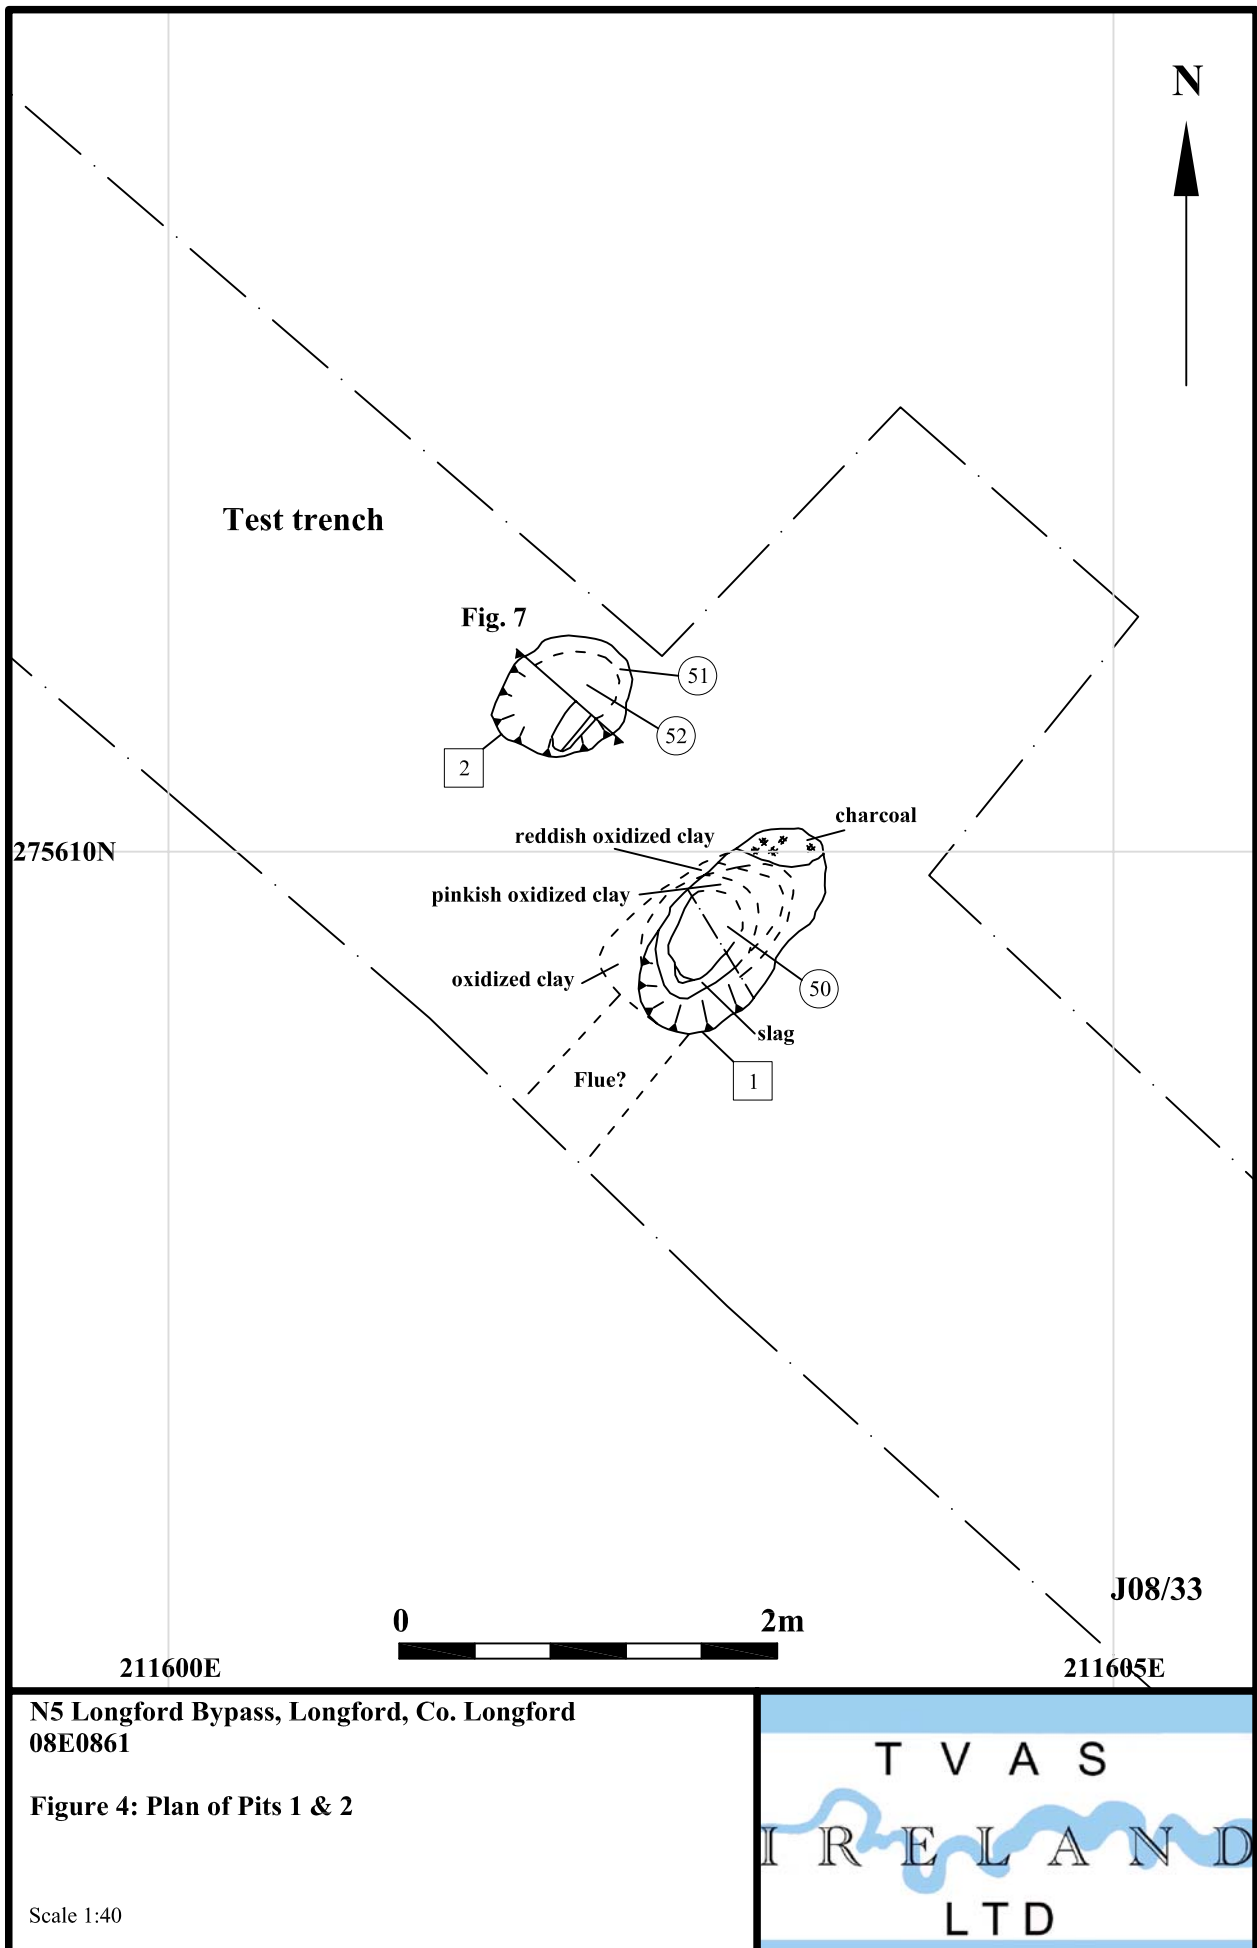 N
Test trench
Fig. 7
51
52
2
charcoal
reddish oxidized clay
275610N
pinkish oxidized clay
oxidized clay
50
slag
Flue?
1
J08/33
0 2m
211600E 211605E
N5 Longford Bypass, Longford, Co. Longford
08E0861
Figure 4: Plan of Pits 1 & 2
Scale 1:40
T V A S
I R E L A N D
L T D